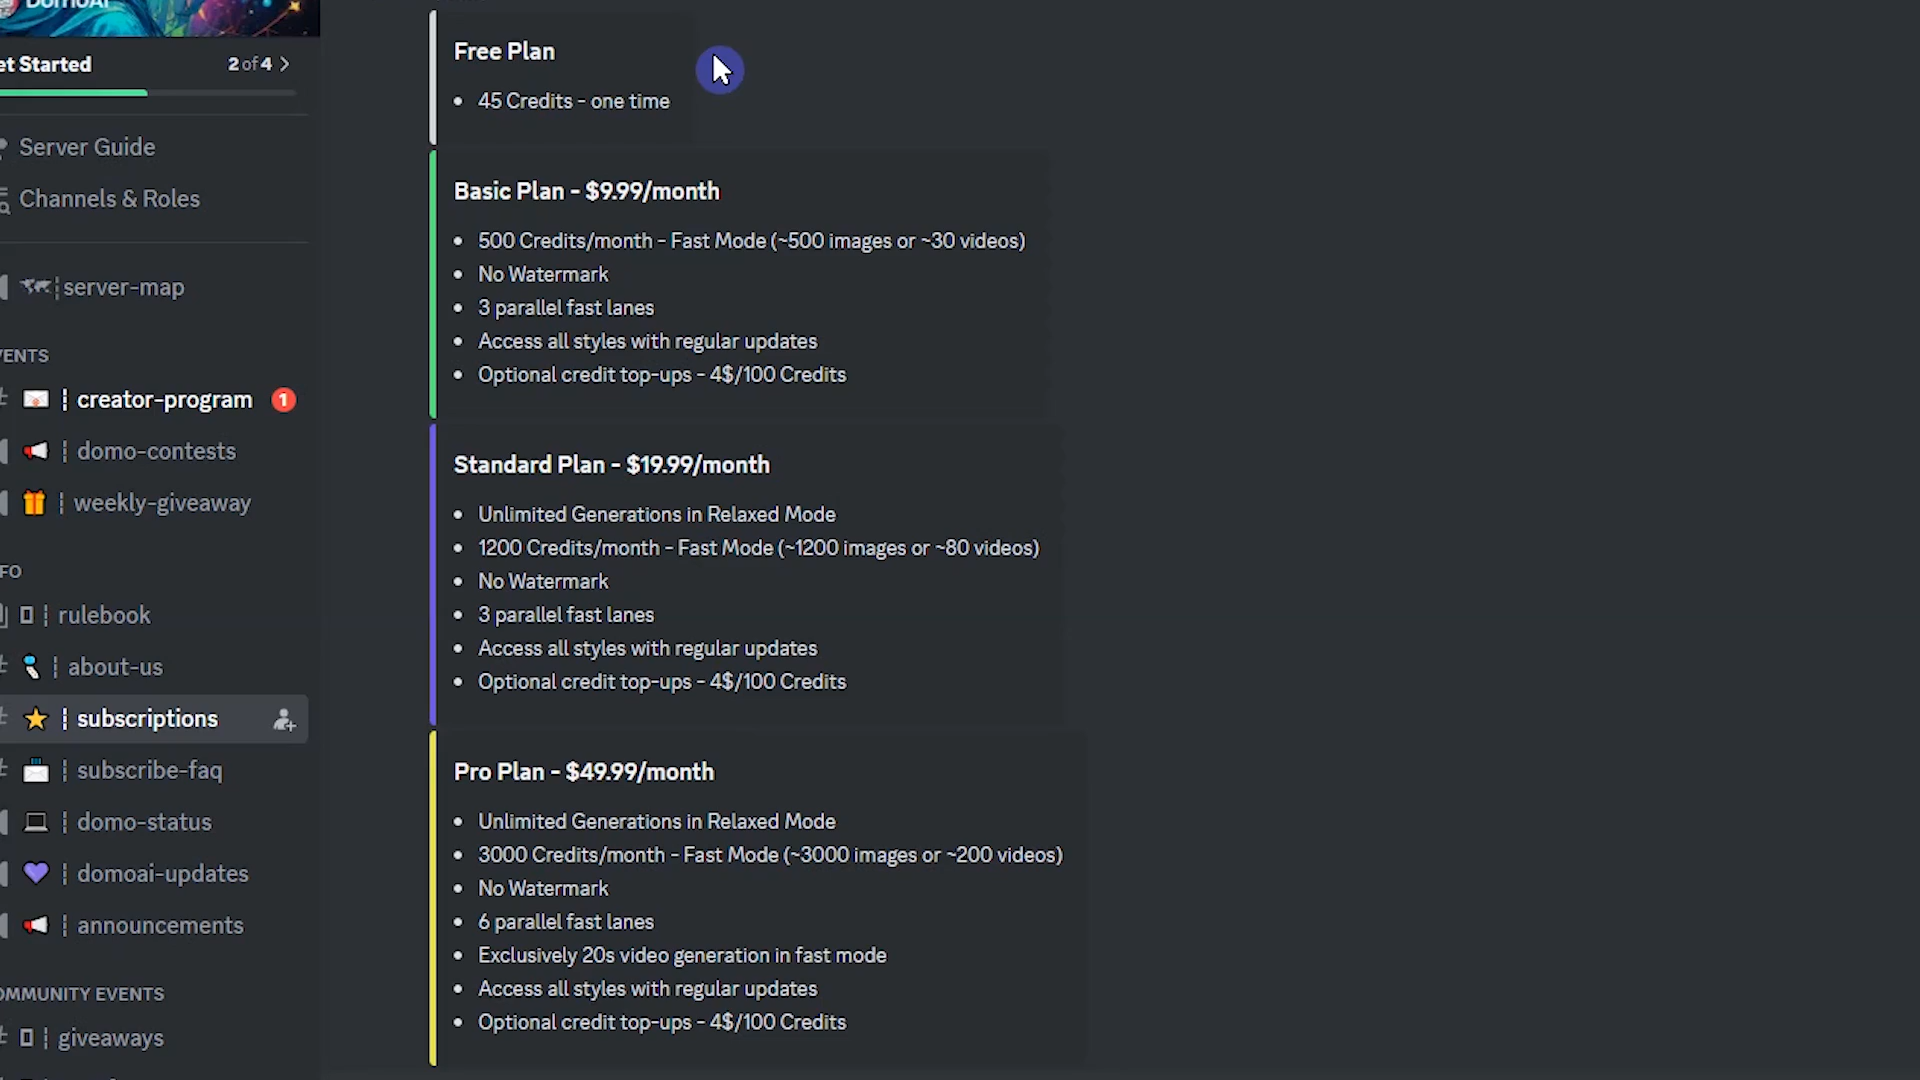 DomoAI
et Started
2 of 4
Server Guide
Channels & Roles
server-map
VENTS
creator-program 1
domo-contests
weekly-giveaway
FO
rulebook
about-us
subscriptions
subscribe-faq
domo-status
domoai-updates
announcements
OMMUNITY EVENTS
giveaways
Free Plan
• 45 Credits - one time
Basic Plan - $9.99/month
• 500 Credits/month - Fast Mode (~500 images or ~30 videos)
• No Watermark
• 3 parallel fast lanes
• Access all styles with regular updates
• Optional credit top-ups - 4$/100 Credits
Standard Plan - $19.99/month
• Unlimited Generations in Relaxed Mode
• 1200 Credits/month - Fast Mode (~1200 images or ~80 videos)
• No Watermark
• 3 parallel fast lanes
• Access all styles with regular updates
• Optional credit top-ups - 4$/100 Credits
Pro Plan - $49.99/month
• Unlimited Generations in Relaxed Mode
• 3000 Credits/month - Fast Mode (~3000 images or ~200 videos)
• No Watermark
• 6 parallel fast lanes
• Exclusively 20s video generation in fast mode
• Access all styles with regular updates
• Optional credit top-ups - 4$/100 Credits